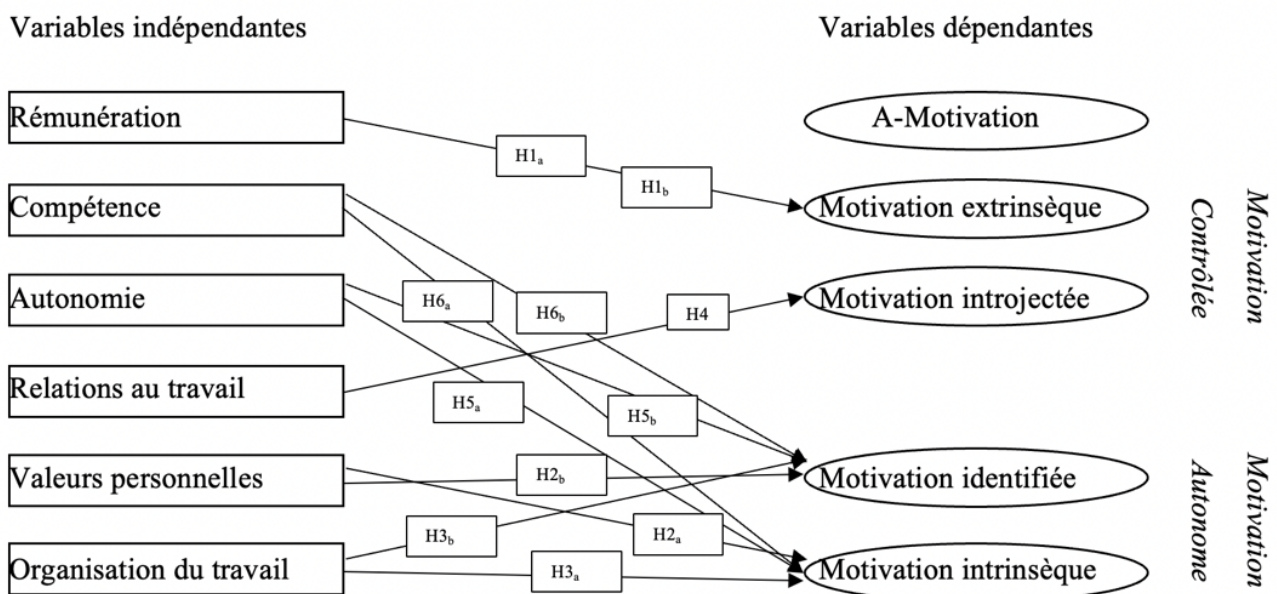 Variables indépendantes
Variables dépendantes
Rémunération
A-Motivation
H1a
H1b
Compétence
Motivation extrinsèque
Autonomie
H6a
H6b
H4
Motivation introjectée
Motivation
Contrôlée
Relations au travail
H5a
H5b
Valeurs personnelles
H2b
Motivation identifiée
H3b
H2a
Organisation du travail
H3a
Motivation intrinsèque
Motivation
Autonome